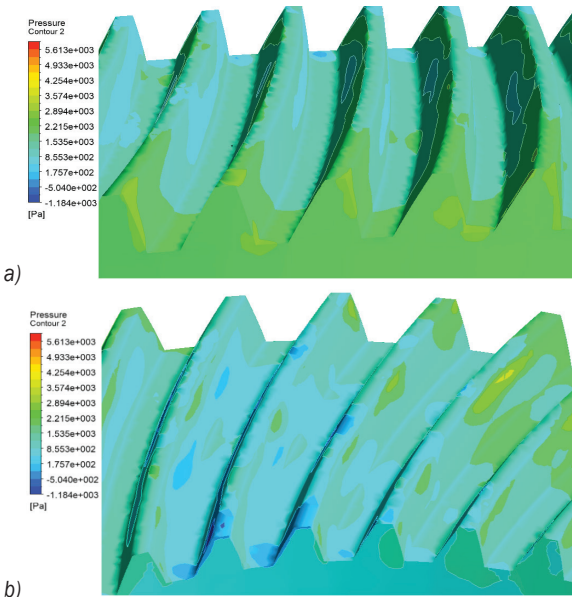 Pressure
Contour 2
5.613e+003
4.933e+003
4.254e+003
3.574e+003
2.894e+003
2.215e+003
1.535e+003
8.553e+002
1.757e+002
-5.040e+002
-1.184e+003
[Pa]
a)
Pressure
Contour 2
5.613e+003
4.933e+003
4.254e+003
3.574e+003
2.894e+003
2.215e+003
1.535e+003
8.553e+002
1.757e+002
-5.040e+002
-1.184e+003
[Pa]
b)